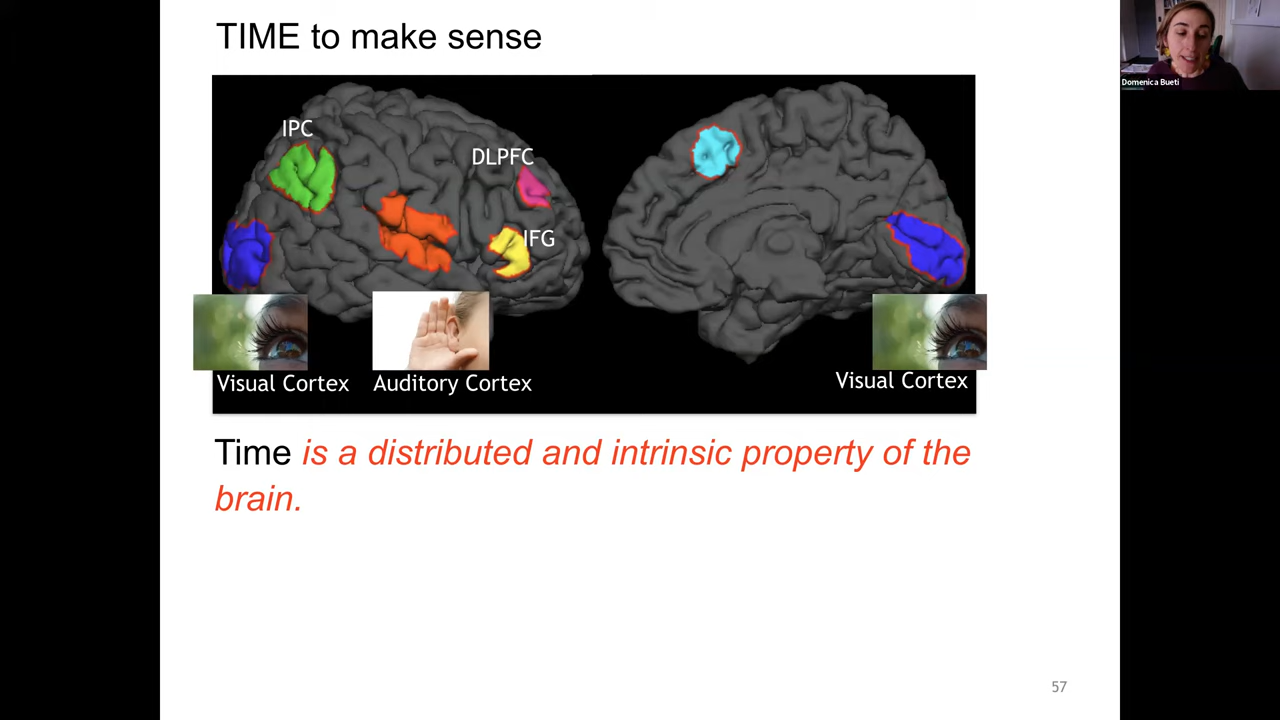 TIME to make sense
Domenica Bueti
IPC
DLPFC
IFG
Visual Cortex
Auditory Cortex
Visual Cortex
Time is a distributed and intrinsic property of the
brain.
57